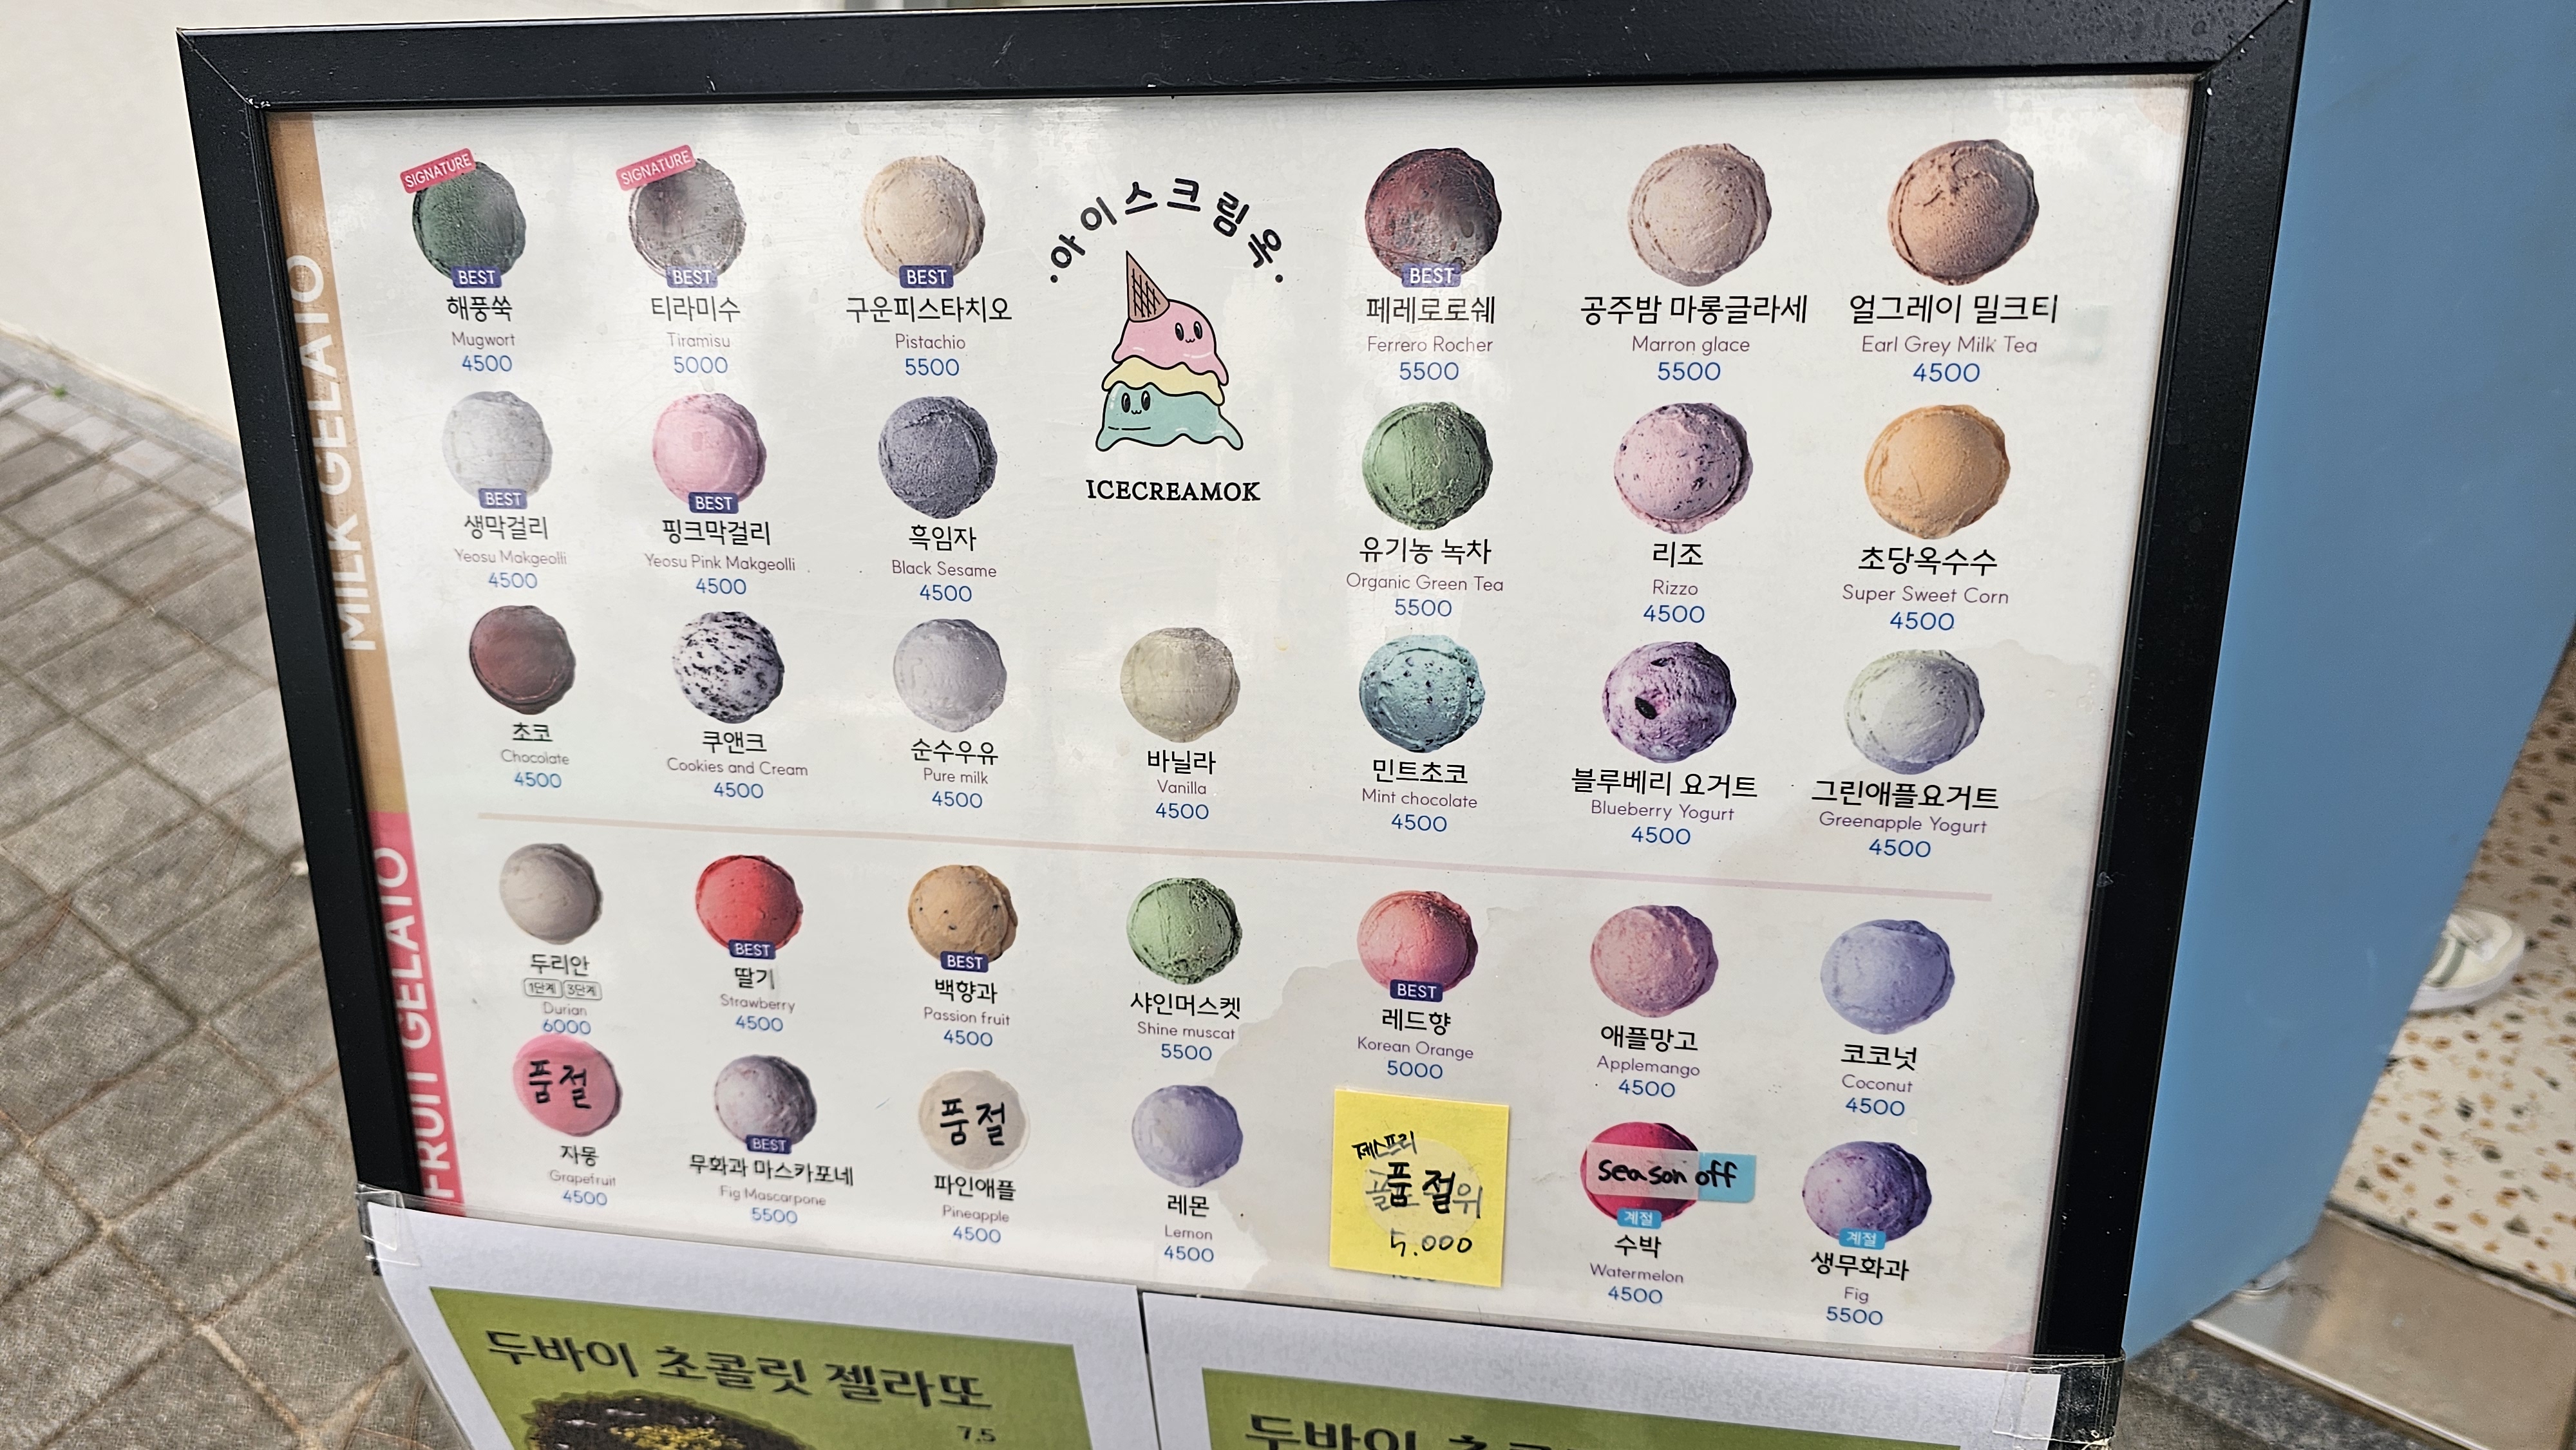 MILK GELATO
SIGNATURE
BEST
해풍쑥
Mugwort
4500
SIGNATURE
BEST
티라미수
Tiramisu
5000
BEST
구운피스타치오
Pistachio
5500
·아이스크림옥·
ICECREAMOK
BEST
페레로로쉐
Ferrero Rocher
5500
공주밤 마롱글라세
Marron glace
5500
얼그레이 밀크티
Earl Grey Milk Tea
4500
BEST
생막걸리
Yeosu Makgeolli
4500
BEST
핑크막걸리
Yeosu Pink Makgeolli
4500
흑임자
Black Sesame
4500
유기농 녹차
Organic Green Tea
5500
리조
Rizzo
4500
초당옥수수
Super Sweet Corn
4500
초코
Chocolate
4500
쿠앤크
Cookies and Cream
4500
순수우유
Pure milk
4500
바닐라
Vanilla
4500
민트초코
Mint chocolate
4500
블루베리 요거트
Blueberry Yogurt
4500
그린애플요거트
Greenapple Yogurt
4500
FRUIT GELATO
두리안
1단계 3단계
Durian
6000
BEST
딸기
Strawberry
4500
BEST
백향과
Passion fruit
4500
샤인머스켓
Shine muscat
5500
BEST
레드향
Korean Orange
5000
애플망고
Applemango
4500
코코넛
Coconut
4500
품절
자몽
Grapefruit
4500
BEST
무화과 마스카포네
Fig Mascarpone
5500
품절
파인애플
Pineapple
4500
레몬
Lemon
4500
제스프리
품절
5.000
season off
계절
수박
Watermelon
4500
계절
생무화과
Fig
5500
두바이 초콜릿 젤라또
7.5
두바이